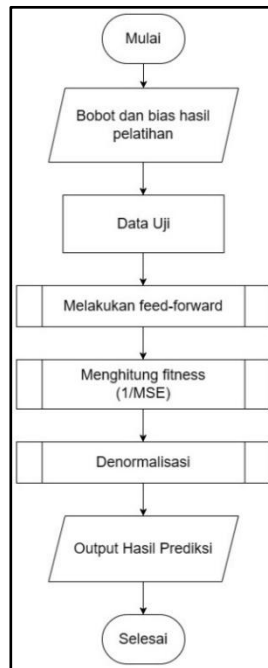 Mulai
Bobot dan bias hasil
pelatihan
Data Uji
Melakukan feed-forward
Menghitung fitness
(1/MSE)
Denormalisasi
Output Hasil Prediksi
Selesai